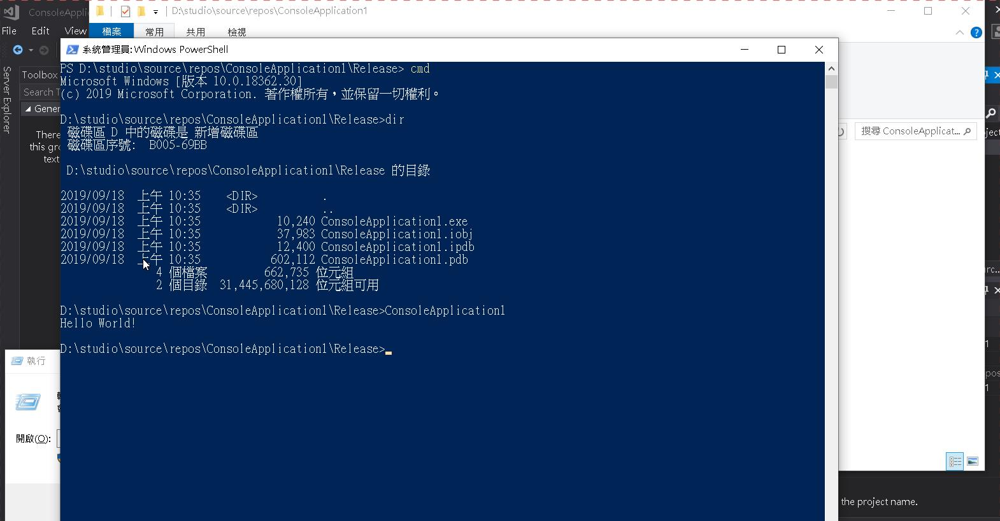 ConsoleAppli
D:\studio\source\repos\ConsoleApplication1
File Edit View
檔案 常用 共用 檢視
系統管理員: Windows PowerShell
Server Explorer
Toolbox
Search T
Gener
There
this gro
text
PS D:\studio\source\repos\ConsoleApplication1\Release> cmd
Microsoft Windows [版本 10.0.18362.30]
(c) 2019 Microsoft Corporation. 著作權所有，並保留一切權利。
D:\studio\source\repos\ConsoleApplication1\Release>dir
磁碟區 D 中的磁碟是 新增磁碟區
磁碟區序號:  B005-69BB
D:\studio\source\repos\ConsoleApplication1\Release 的目錄
2019/09/18  上午 10:35    <DIR>          .
2019/09/18  上午 10:35    <DIR>          ..
2019/09/18  上午 10:35            10,240 ConsoleApplication1.exe
2019/09/18  上午 10:35            37,983 ConsoleApplication1.iobj
2019/09/18  上午 10:35            12,400 ConsoleApplication1.ipdb
2019/09/18  上午 10:35           602,112 ConsoleApplication1.pdb
4 個檔案         662,735 位元組
2 個目錄  31,445,680,128 位元組可用
D:\studio\source\repos\ConsoleApplication1\Release>ConsoleApplication1
Hello World!
D:\studio\source\repos\ConsoleApplication1\Release>
搜尋 ConsoleApplicat...
執行
開啟(O):
the project name.